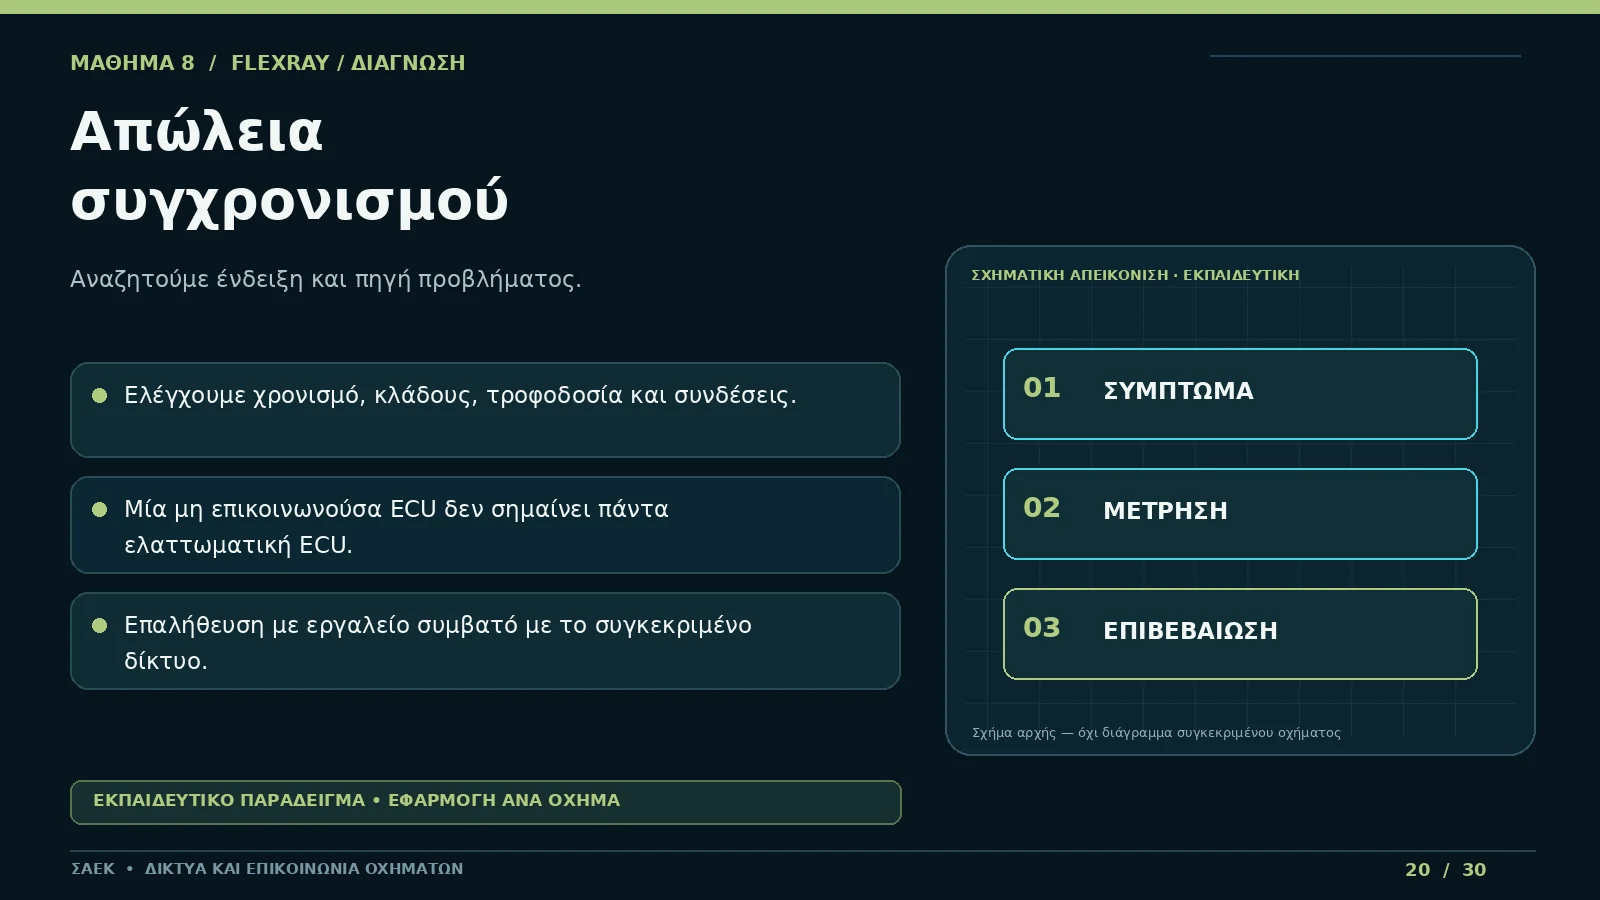 ΜΑΘΗΜΑ 8 / FLEXRAY / ΔΙΑΓΝΩΣΗ
Απώλεια
συγχρονισμού
Αναζητούμε ένδειξη και πηγή προβλήματος.
Ελέγχουμε χρονισμό, κλάδους, τροφοδοσία και συνδέσεις.
Μία μη επικοινωνούσα ECU δεν σημαίνει πάντα
ελαττωματική ECU.
Επαλήθευση με εργαλείο συμβατό με το συγκεκριμένο
δίκτυο.
ΕΚΠΑΙΔΕΥΤΙΚΟ ΠΑΡΑΔΕΙΓΜΑ • ΕΦΑΡΜΟΓΗ ΑΝΑ ΟΧΗΜΑ
ΣΧΗΜΑΤΙΚΗ ΑΠΕΙΚΟΝΙΣΗ · ΕΚΠΑΙΔΕΥΤΙΚΗ
01 ΣΥΜΠΤΩΜΑ
02 ΜΕΤΡΗΣΗ
03 ΕΠΙΒΕΒΑΙΩΣΗ
Σχήμα αρχής — όχι διάγραμμα συγκεκριμένου οχήματος
ΣΑΕΚ • ΔΙΚΤΥΑ ΚΑΙ ΕΠΙΚΟΙΝΩΝΙΑ ΟΧΗΜΑΤΩΝ
20 / 30